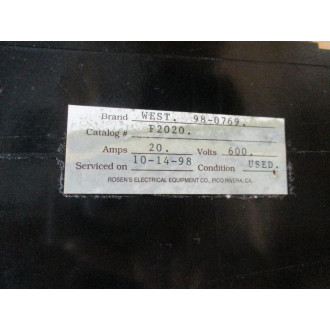 Brand WEST. 98-0769.
Catalog # F2020.
Amps 20. Volts 600.
Serviced on 10-14-98 Condition USED.
ROSEN'S ELECTRICAL EQUIPMENT CO., PICO RIVERA, CA.